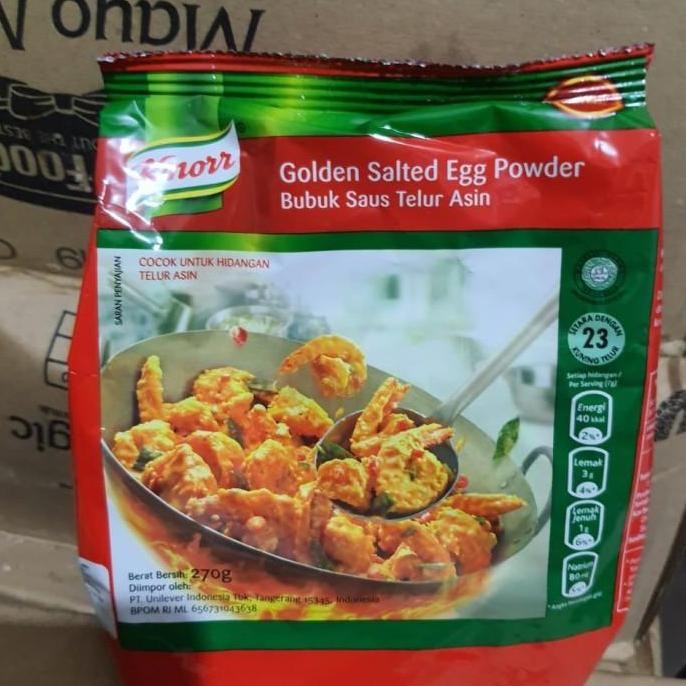 Mayo
Knorr
Golden Salted Egg Powder
Bubuk Saus Telur Asin
SARAN PENYAJIAN
COCOK UNTUK HIDANGAN
TELUR ASIN
SETARA DENGAN
23
KUNING TELUR
Setiap hidangan /
Per Serving (7g)
Energi
40 kkal
2%*
Lemak
3g
4%*
Lemak
Jenuh
1g
6%*
Natrium
80
Berat Bersih: 270g
Diimpor oleh:
PT. Unilever Indonesia Tbk, Tangerang 15345, Indonesia
BPOM RI ML 656731043638